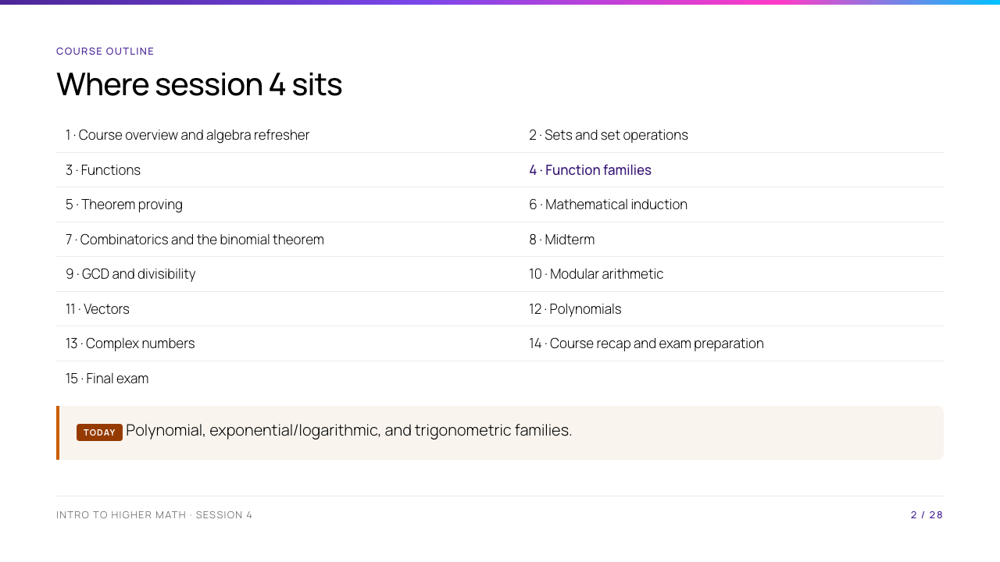 COURSE OUTLINE
Where session 4 sits
1 · Course overview and algebra refresher
2 · Sets and set operations
3 · Functions
4 · Function families
5 · Theorem proving
6 · Mathematical induction
7 · Combinatorics and the binomial theorem
8 · Midterm
9 · GCD and divisibility
10 · Modular arithmetic
11 · Vectors
12 · Polynomials
13 · Complex numbers
14 · Course recap and exam preparation
15 · Final exam
TODAY Polynomial, exponential/logarithmic, and trigonometric families.
INTRO TO HIGHER MATH · SESSION 4
2 / 28